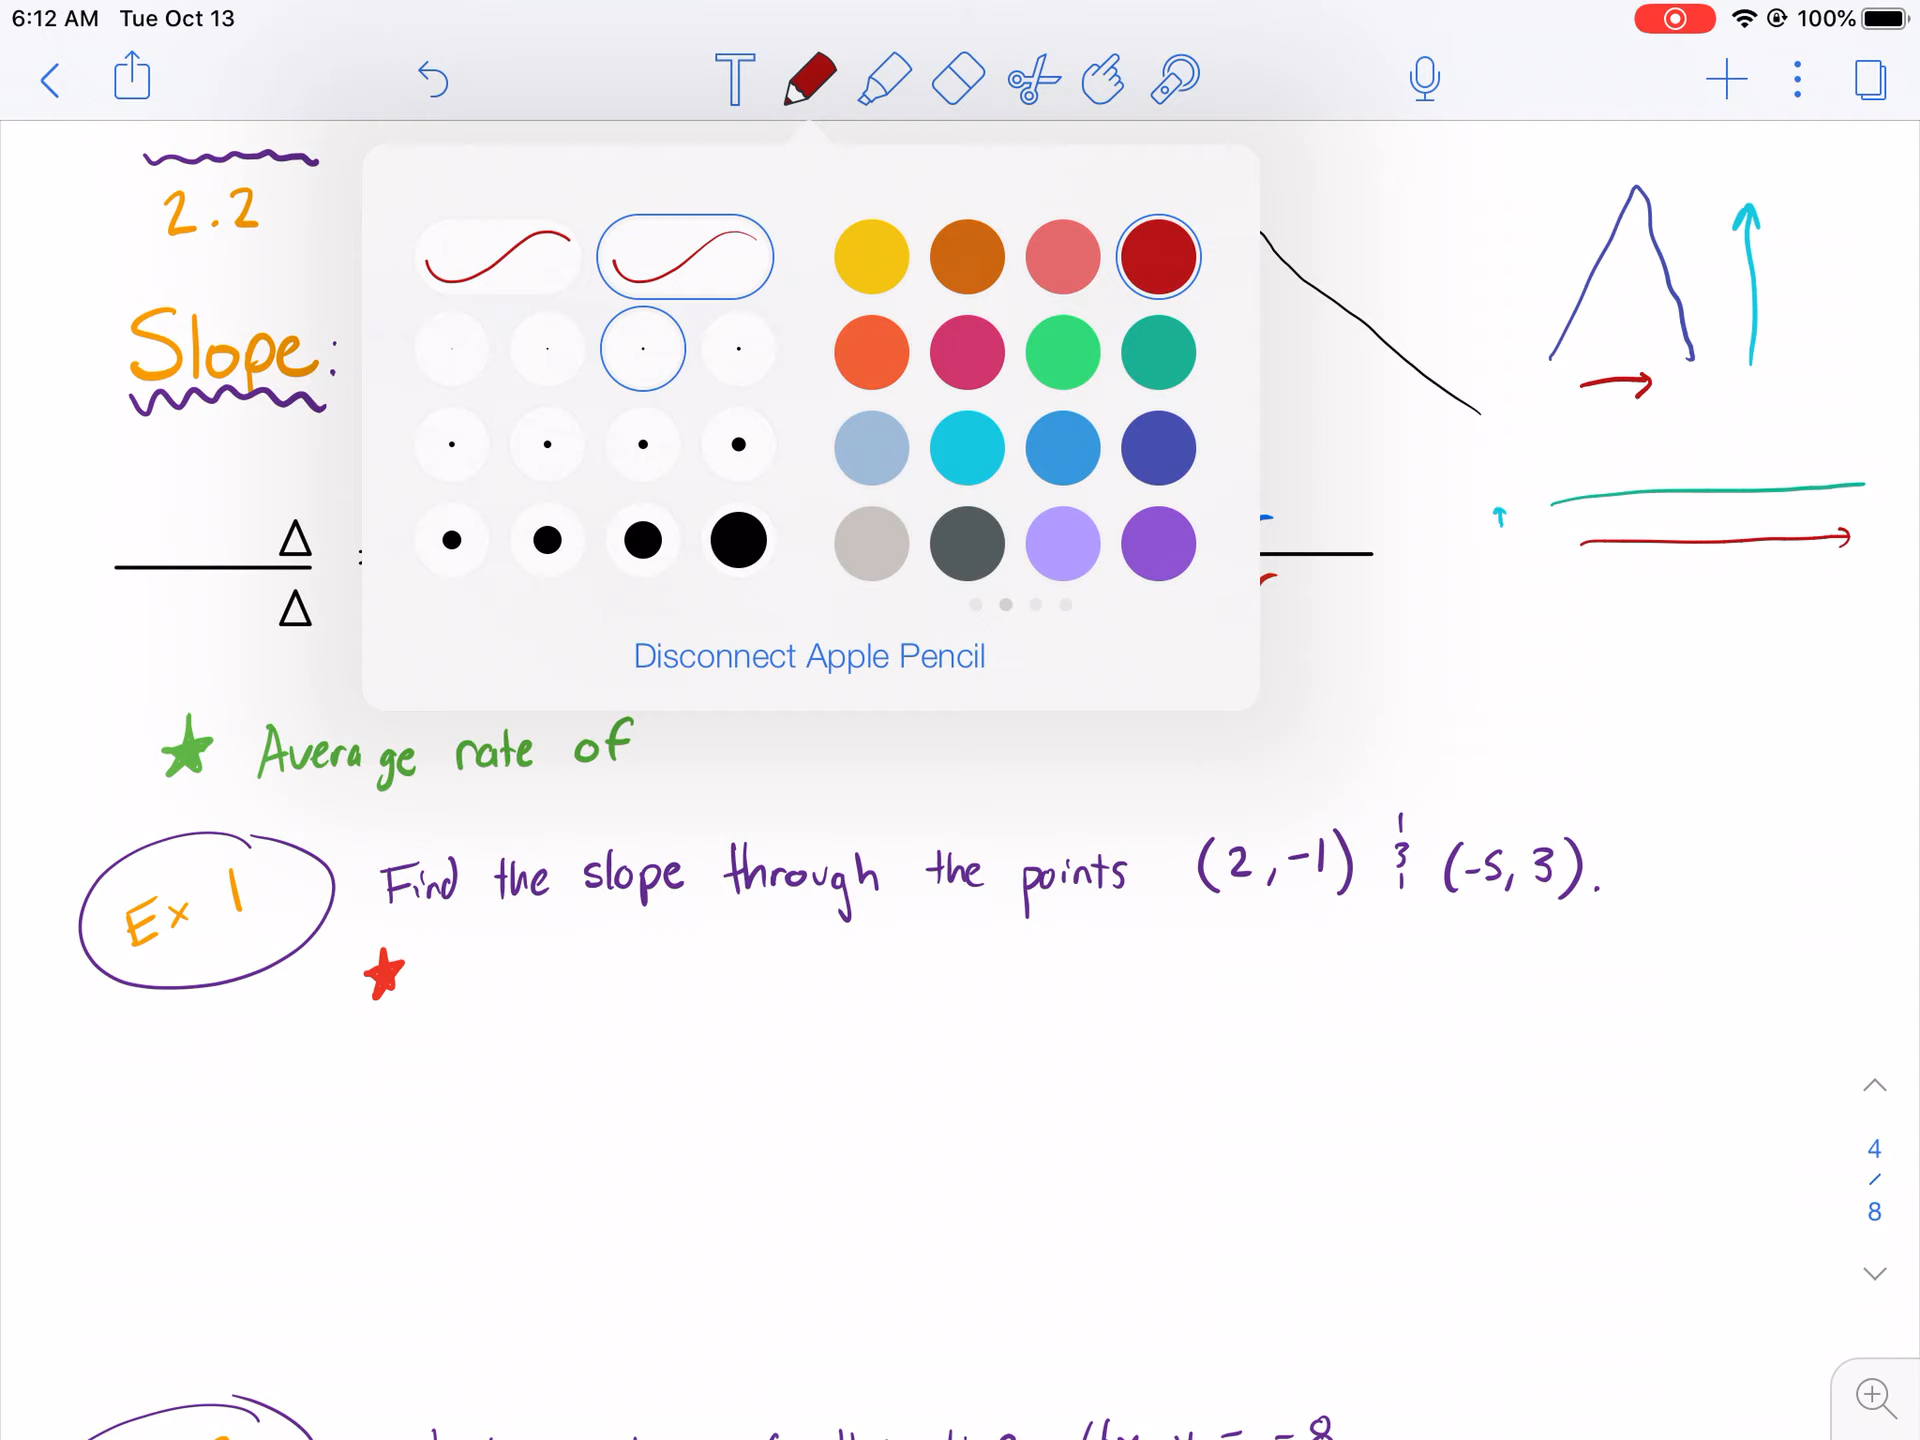 6:12 AM Tue Oct 13
100%
2.2
Slope:
Δ
Δ
Disconnect Apple Pencil
Average rate of
Ex 1 Find the slope through the points (2,-1) & (-5, 3).
4
/
8